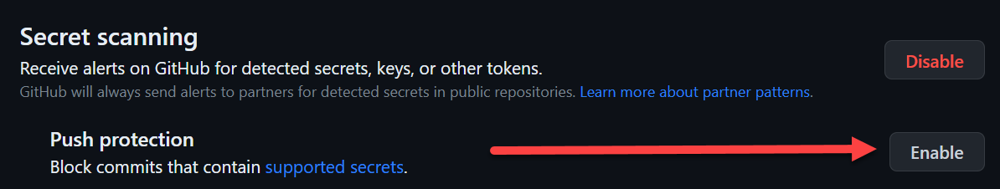 Secret scanning
Receive alerts on GitHub for detected secrets, keys, or other tokens.
Disable
GitHub will always send alerts to partners for detected secrets in public repositories. Learn more about partner patterns.
Push protection
Block commits that contain supported secrets.
Enable